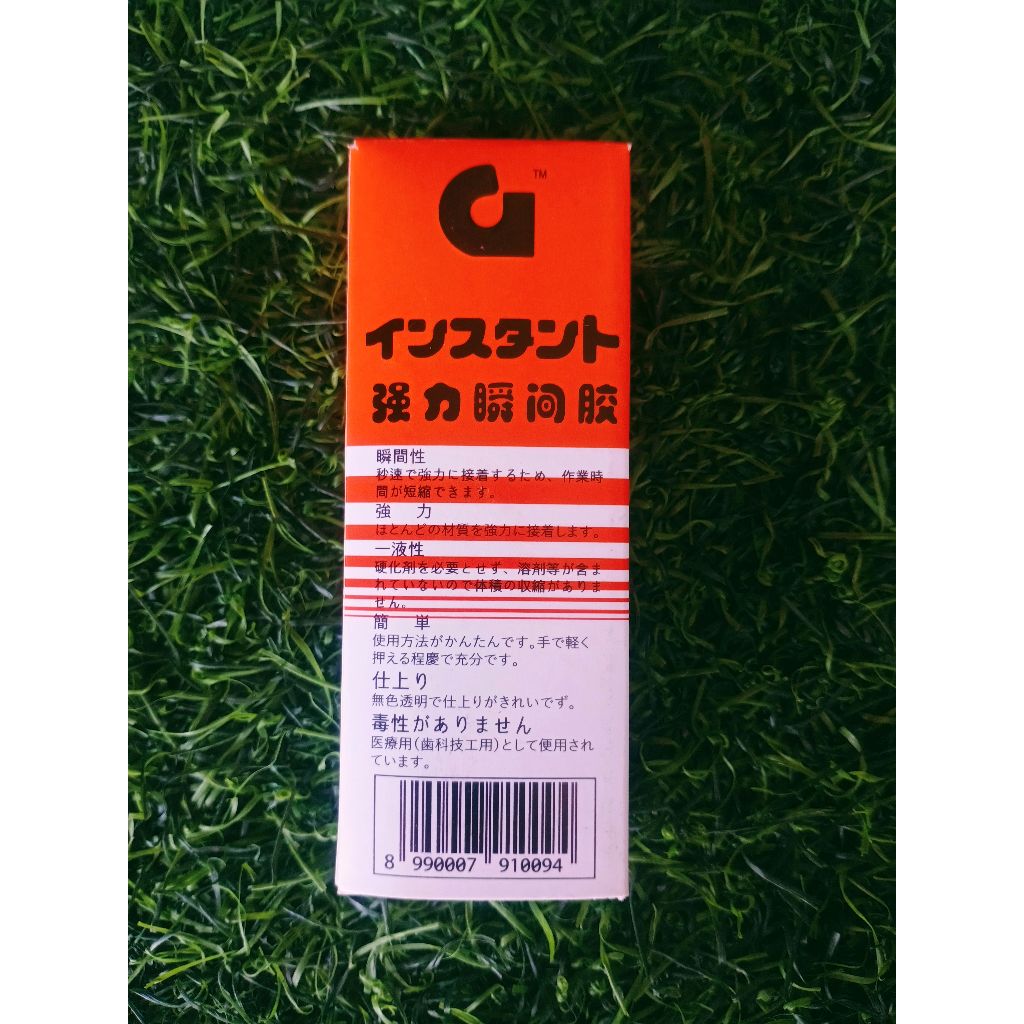 TM
インスタント
强力瞬间胶
瞬間性
秒速で強力に接着するため、作業時
間が短縮できます。
強 力
ほとんどの材質を強力に接着します。
一液性
硬化剤を必要とせず、溶剤等が含ま
れていないので体積の収縮がありま
せん。
簡 単
使用方法がかんたんです。手で軽く
押える程慶で充分です。
仕上り
無色透明で仕上りがきれいでず。
毒性がありません
医療用(歯科技工用)として便用され
ています。
8 990007 910094